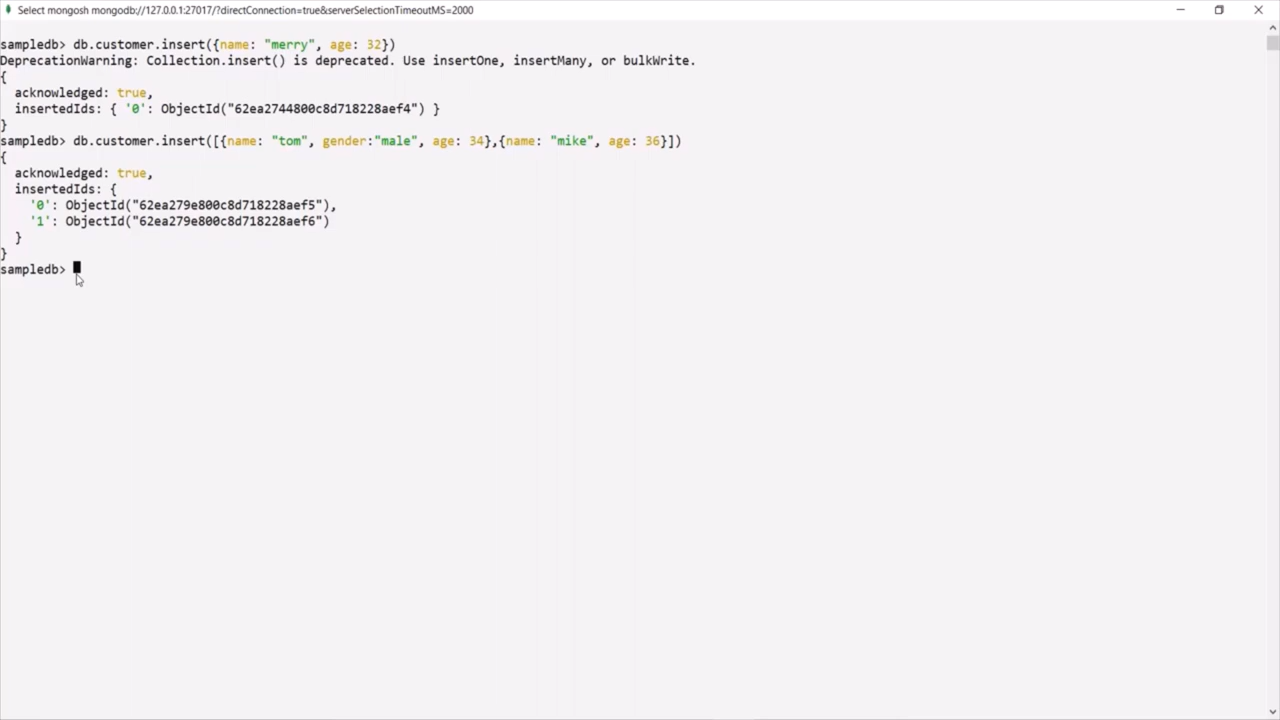 Select mongosh mongodb://127.0.0.1:27017/?directConnection=true&serverSelectionTimeoutMS=2000
sampledb> db.customer.insert({name: "merry", age: 32})
DeprecationWarning: Collection.insert() is deprecated. Use insertOne, insertMany, or bulkWrite.
{
  acknowledged: true,
  insertedIds: { '0': ObjectId("62ea2744800c8d718228aef4") }
}
sampledb> db.customer.insert([{name: "tom", gender:"male", age: 34},{name: "mike", age: 36}])
{
  acknowledged: true,
  insertedIds: {
    '0': ObjectId("62ea279e800c8d718228aef5"),
    '1': ObjectId("62ea279e800c8d718228aef6")
  }
}
sampledb>